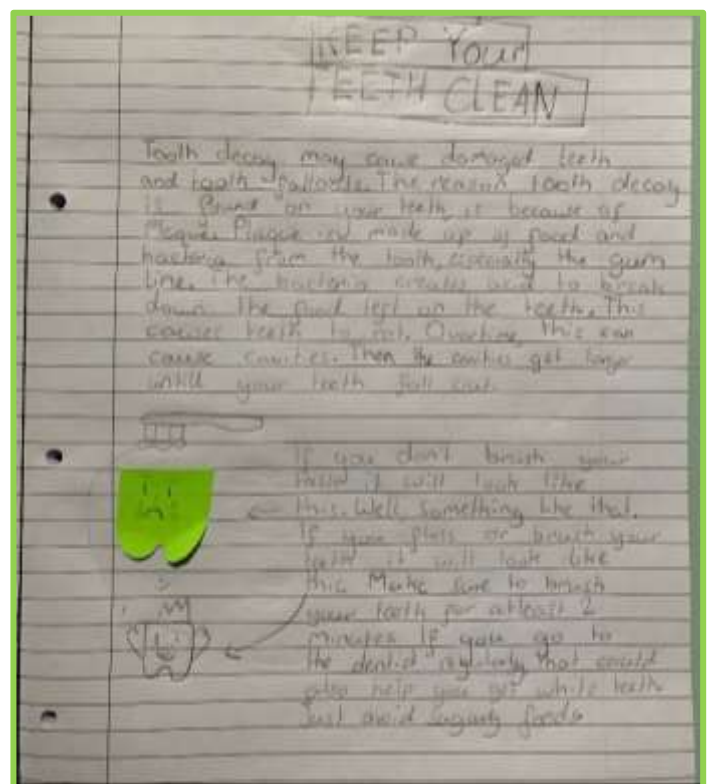 KEEP Your
TEETH CLEAN
Tooth decay may cause damaged teeth
and tooth fallouts. The reason tooth decay
is found on your teeth is because of
Plaque is made up of food and
bacteria from the tooth, especially the gum
line. The bacteria creates acid to break
down the food left on the teeth. This
causes teeth to rot. Overtime, this can
cause cavities. Then the cavities get larger
untill your teeth fall out.
If you don't brush your
teeth it will look like
this. Well, something like that.
If you floss or brush your
teeth it will look like
this Make sure to brush
your teeth for atleast 2
minutes If you go to
the dentist regularly that could
also help you get white teeth
Just avoid sugary foods